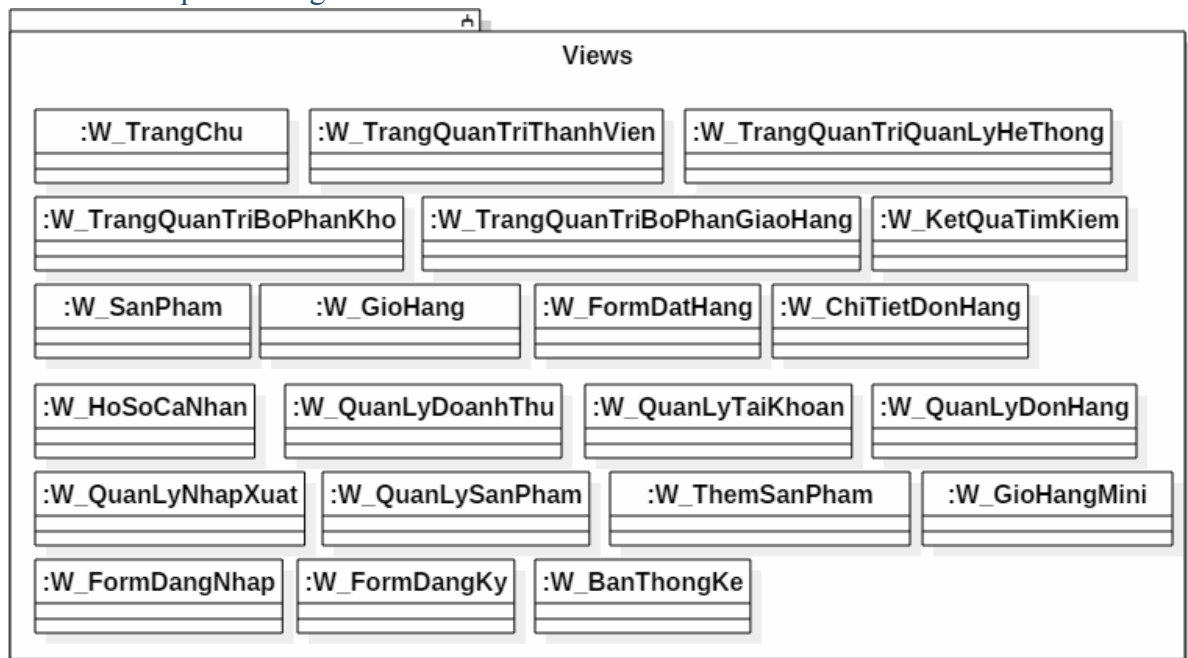 Views
:W_TrangChu :W_TrangQuanTriThanhVien :W_TrangQuanTriQuanLyHeThong
:W_TrangQuanTriBoPhanKho :W_TrangQuanTriBoPhanGiaoHang :W_KetQuaTimKiem
:W_SanPham :W_GioHang :W_FormDatHang :W_ChiTietDonHang
:W_HoSoCaNhan :W_QuanLyDoanhThu :W_QuanLyTaiKhoan :W_QuanLyDonHang
:W_QuanLyNhapXuat :W_QuanLySanPham :W_ThemSanPham :W_GioHangMini
:W_FormDangNhap :W_FormDangKy :W_BanThongKe